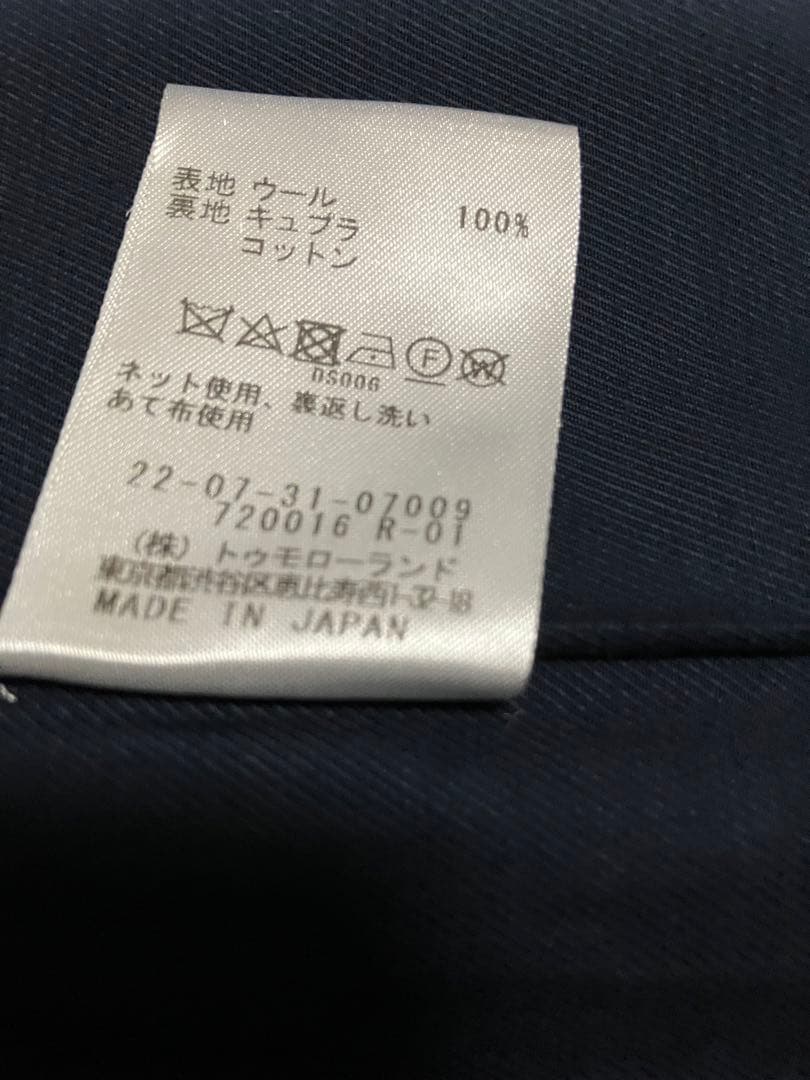 表地 ウール 100%
裏地 キュプラ
コットン
F W
DS006
ネット使用、裏返し洗い
あて布使用
22-07-31-07009
720016 R-01
(株) トゥモローランド
東京都渋谷区恵比寿西1-32-18
MADE IN JAPAN